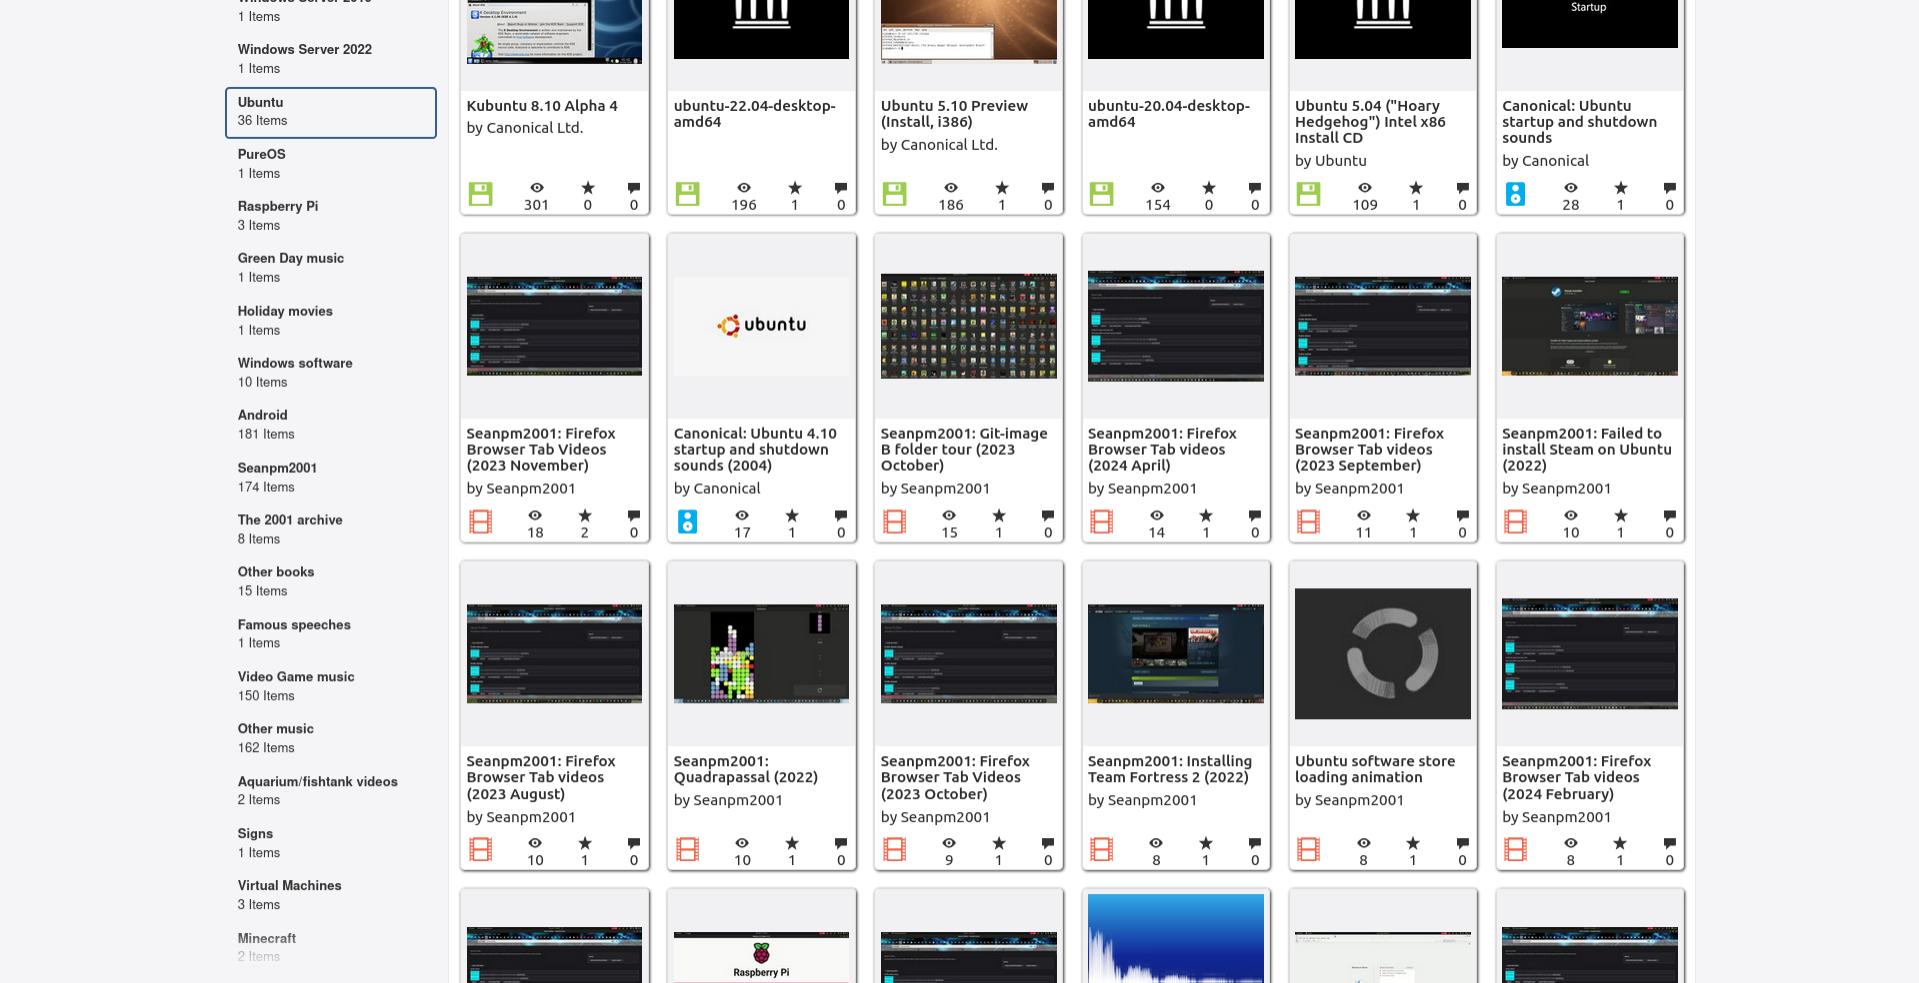 Windows Server 2016
1 Items
Windows Server 2022
1 Items
Ubuntu
36 Items
PureOS
1 Items
Raspberry Pi
3 Items
Green Day music
1 Items
Holiday movies
1 Items
Windows software
10 Items
Android
181 Items
Seanpm2001
174 Items
The 2001 archive
8 Items
Other books
15 Items
Famous speeches
1 Items
Video Game music
150 Items
Other music
162 Items
Aquarium/fishtank videos
2 Items
Signs
1 Items
Virtual Machines
3 Items
Minecraft
2 Items
K Desktop Environment
Startup
Kubuntu 8.10 Alpha 4
by Canonical Ltd.
301 0 0
ubuntu-22.04-desktop-
amd64
196 1 0
Ubuntu 5.10 Preview
(Install, i386)
by Canonical Ltd.
186 1 0
ubuntu-20.04-desktop-
amd64
154 0 0
Ubuntu 5.04 ("Hoary
Hedgehog") Intel x86
Install CD
by Ubuntu
109 1 0
Canonical: Ubuntu
startup and shutdown
sounds
by Canonical
28 1 0
Seanpm2001: Firefox
Browser Tab Videos
(2023 November)
by Seanpm2001
18 2 0
ubuntu
Canonical: Ubuntu 4.10
startup and shutdown
sounds (2004)
by Canonical
17 1 0
Seanpm2001: Git-image
B folder tour (2023
October)
by Seanpm2001
15 1 0
Seanpm2001: Firefox
Browser Tab videos
(2024 April)
by Seanpm2001
14 1 0
Seanpm2001: Firefox
Browser Tab videos
(2023 September)
by Seanpm2001
11 1 0
Seanpm2001: Failed to
install Steam on Ubuntu
(2022)
by Seanpm2001
10 1 0
Seanpm2001: Firefox
Browser Tab videos
(2023 August)
by Seanpm2001
10 1 0
Seanpm2001:
Quadrapassal (2022)
by Seanpm2001
10 1 0
Seanpm2001: Firefox
Browser Tab Videos
(2023 October)
by Seanpm2001
9 1 0
Seanpm2001: Installing
Team Fortress 2 (2022)
by Seanpm2001
8 1 0
Ubuntu software store
loading animation
by Seanpm2001
8 1 0
Seanpm2001: Firefox
Browser Tab videos
(2024 February)
by Seanpm2001
8 1 0
Raspberry Pi